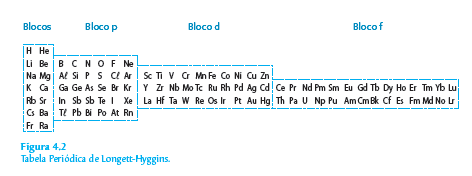 Blocos Bloco p Bloco d Bloco f
H He
Li Be B C N O F Ne
Na Mg Aℓ Si P S Cℓ Ar Sc Ti V Cr Mn Fe Co Ni Cu Zn
K Ca Ga Ge As Se Br Kr Y Zr Nb Mo Tc Ru Rh Pd Ag Cd Ce Pr Nd Pm Sm Eu Gd Tb Dy Ho Er Tm Yb Lu
Rb Sr In Sb Sb Te I Xe La Hf Ta W Re Os Ir Pt Au Hg Th Pa U Np Pu Am Cm Bk Cf Es Fm Md No Lr
Cs Ba Tℓ Pb Bi Po At Rn
Fr Ra
Figura 4.2
Tabela Periódica de Longett-Hyggins.